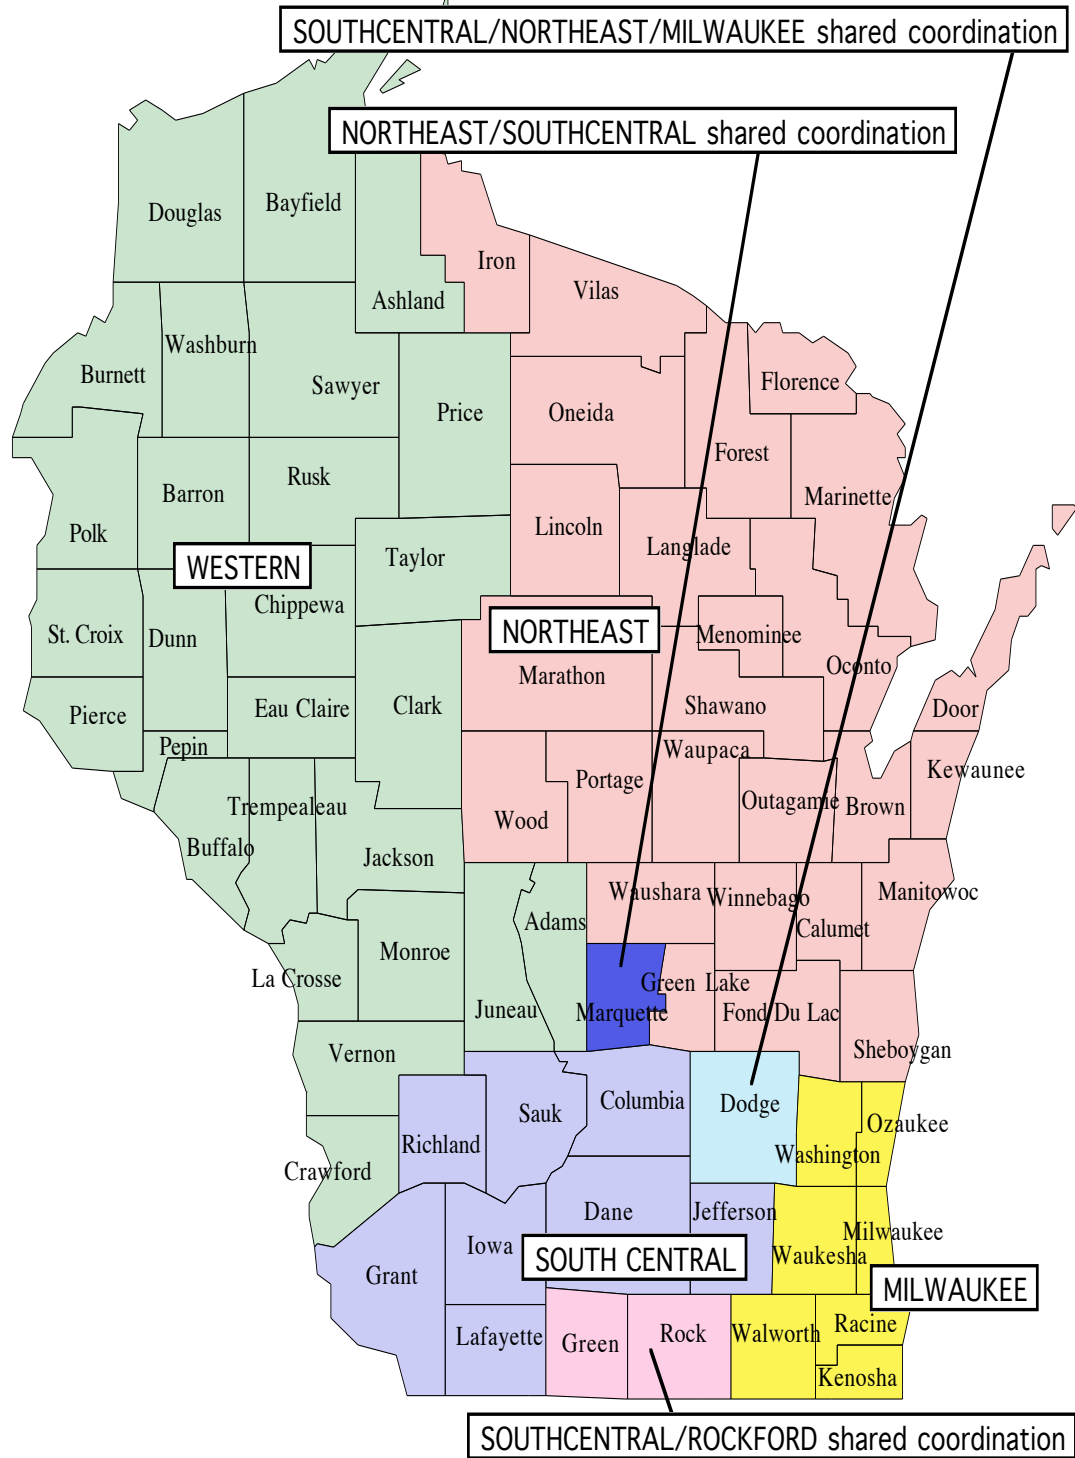 SOUTHCENTRAL/NORTHEAST/MILWAUKEE shared coordination
NORTHEAST/SOUTHCENTRAL shared coordination
Douglas
Bayfield
Iron
Vilas
Ashland
Washburn
Burnett
Sawyer
Price
Oneida
Florence
Forest
Rusk
Barron
Marinette
Polk
Lincoln
Langlade
Taylor
WESTERN
Chippewa
NORTHEAST
St. Croix
Dunn
Menominee
Oconto
Marathon
Pierce
Eau Claire
Clark
Shawano
Door
Pepin
Waupaca
Kewaunee
Portage
Trempealeau
Outagamie
Brown
Wood
Buffalo
Jackson
Waushara
Winnebago
Manitowoc
Adams
Calumet
Monroe
La Crosse
Green Lake
Juneau
Marquette
Fond Du Lac
Vernon
Sheboygan
Columbia
Dodge
Sauk
Ozaukee
Richland
Washington
Crawford
Dane
Jefferson
Milwaukee
Iowa
SOUTH CENTRAL
Waukesha
Grant
MILWAUKEE
Lafayette
Green
Rock
Walworth
Racine
Kenosha
SOUTHCENTRAL/ROCKFORD shared coordination